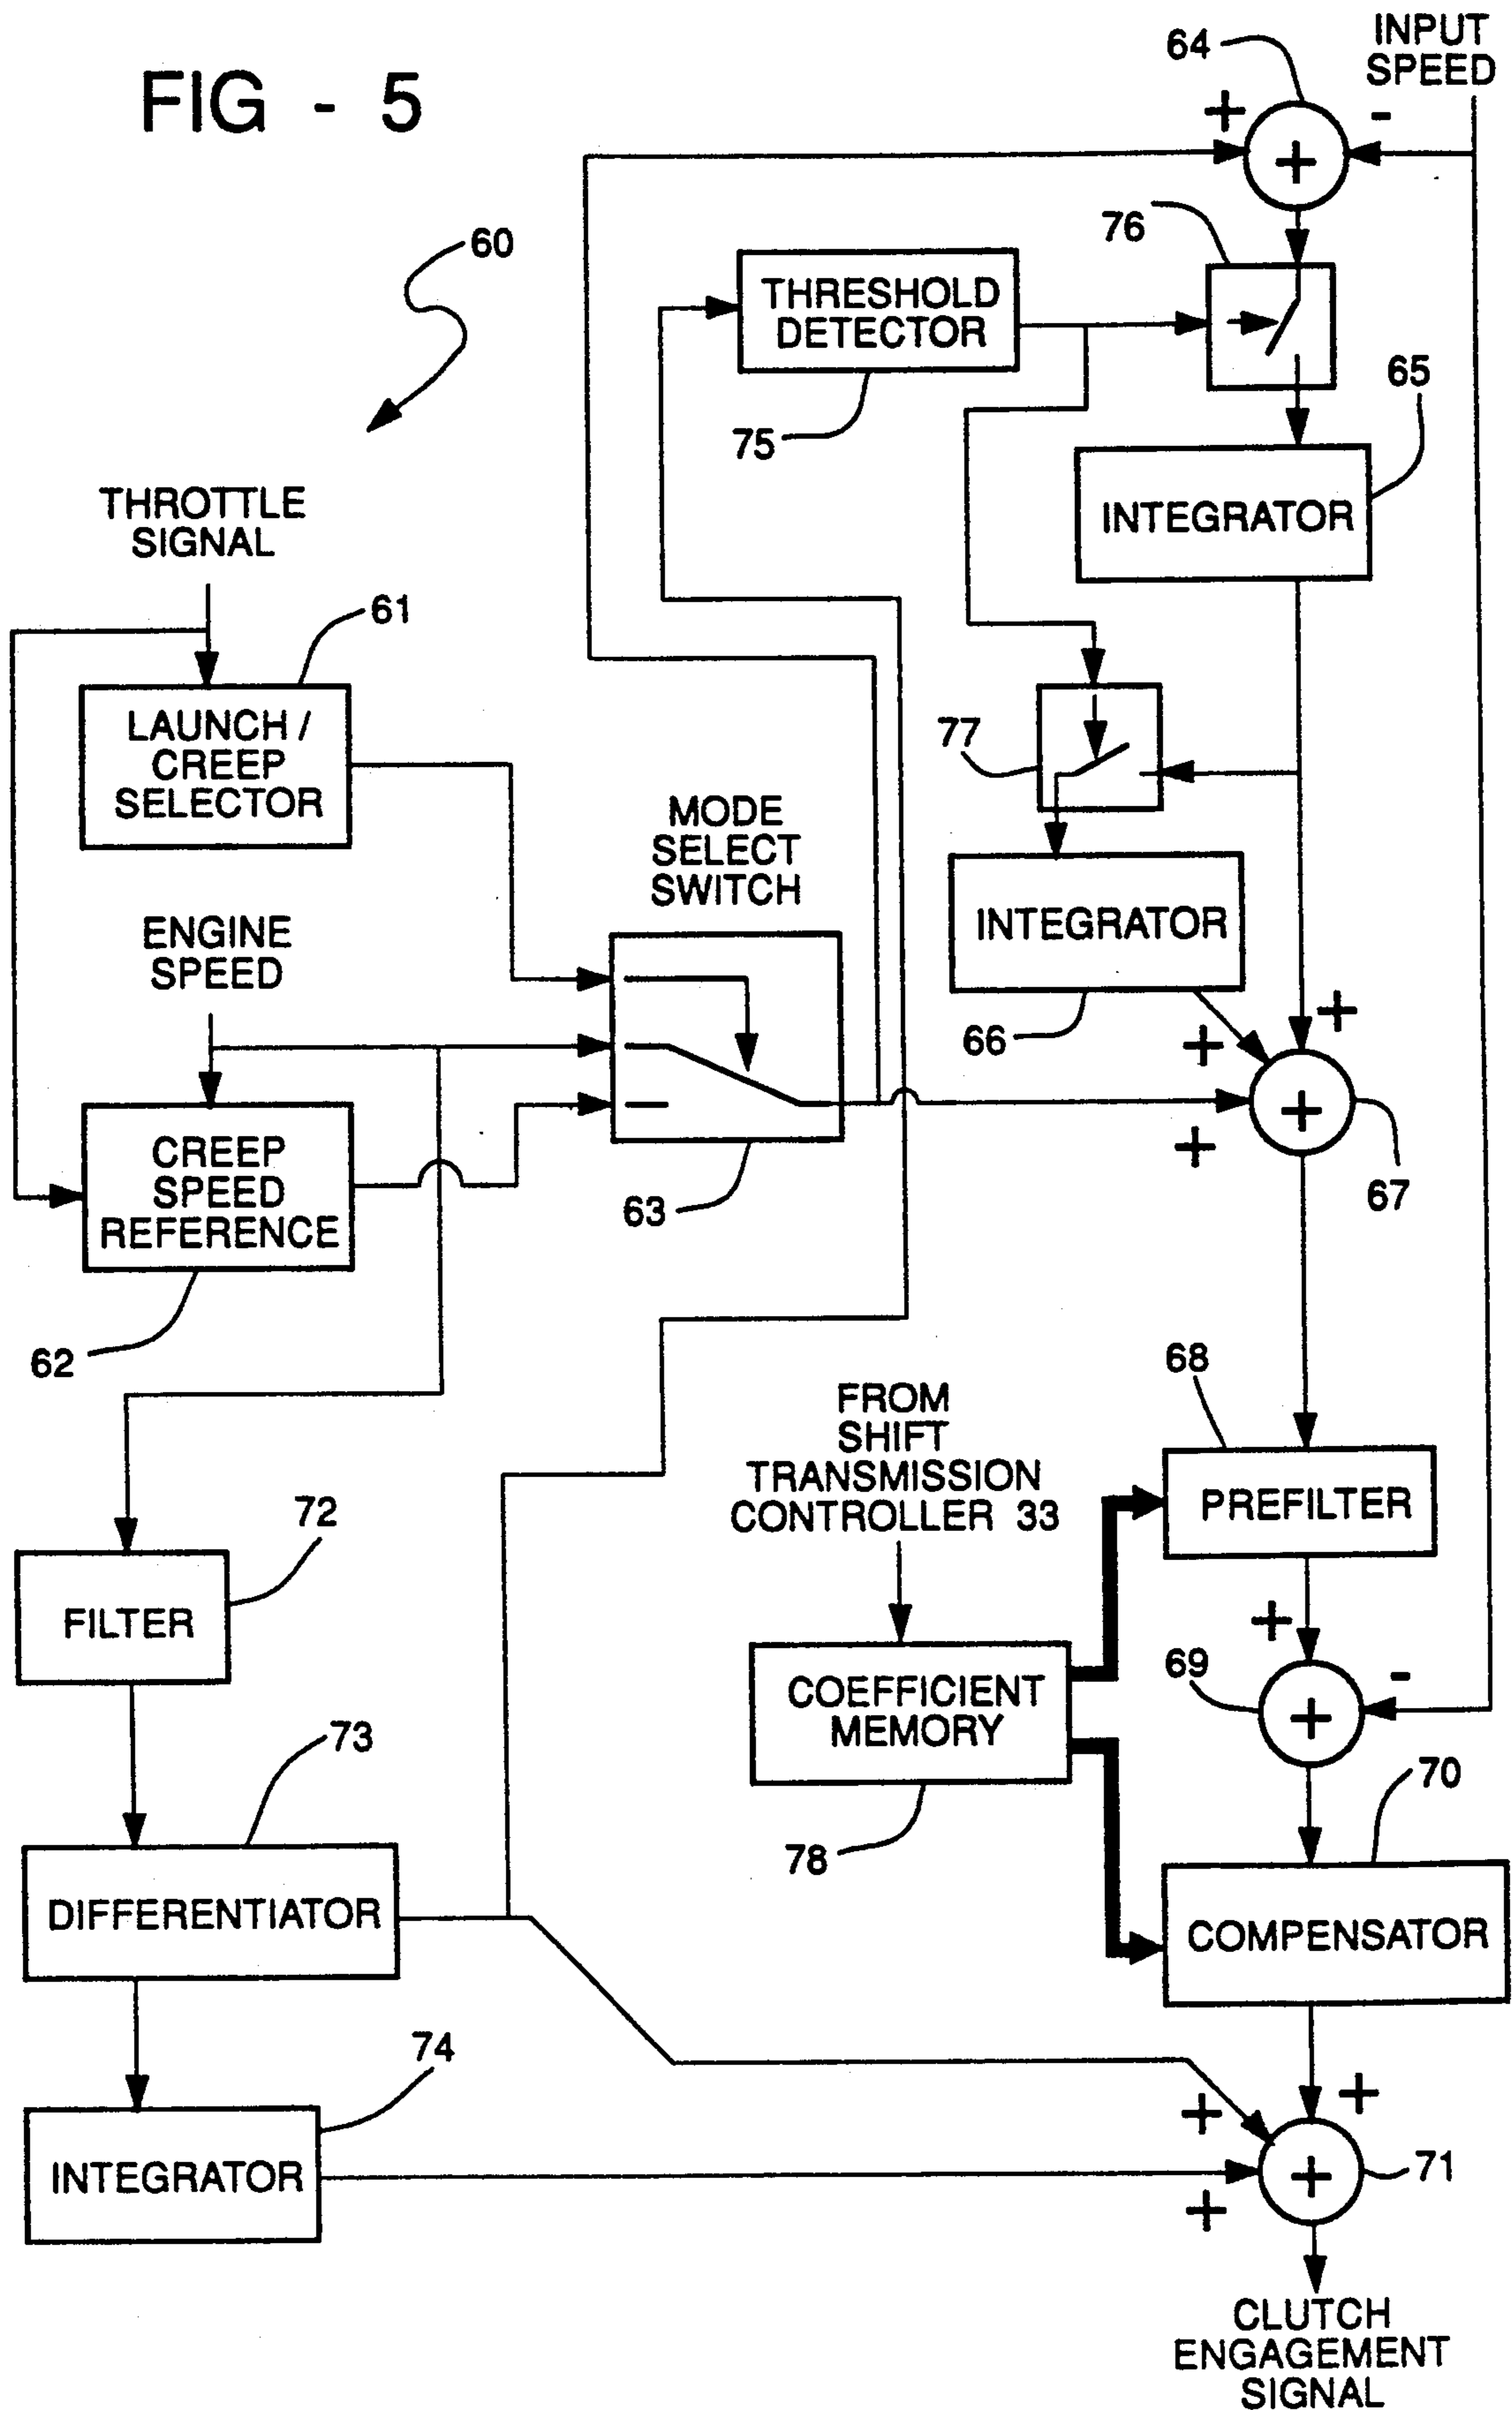 FIG - 5
64
INPUT
SPEED
+
-
+
76
60
THRESHOLD
DETECTOR
75
65
INTEGRATOR
THROTTLE
SIGNAL
61
LAUNCH /
CREEP
SELECTOR
77
MODE
SELECT
SWITCH
INTEGRATOR
66
ENGINE
SPEED
+
+
+
+
67
CREEP
SPEED
REFERENCE
63
62
68
FROM
SHIFT
TRANSMISSION
CONTROLLER 33
PREFILTER
72
FILTER
+
69
-
+
COEFFICIENT
MEMORY
78
73
70
DIFFERENTIATOR
COMPENSATOR
74
INTEGRATOR
+
+
+
+
71
CLUTCH
ENGAGEMENT
SIGNAL